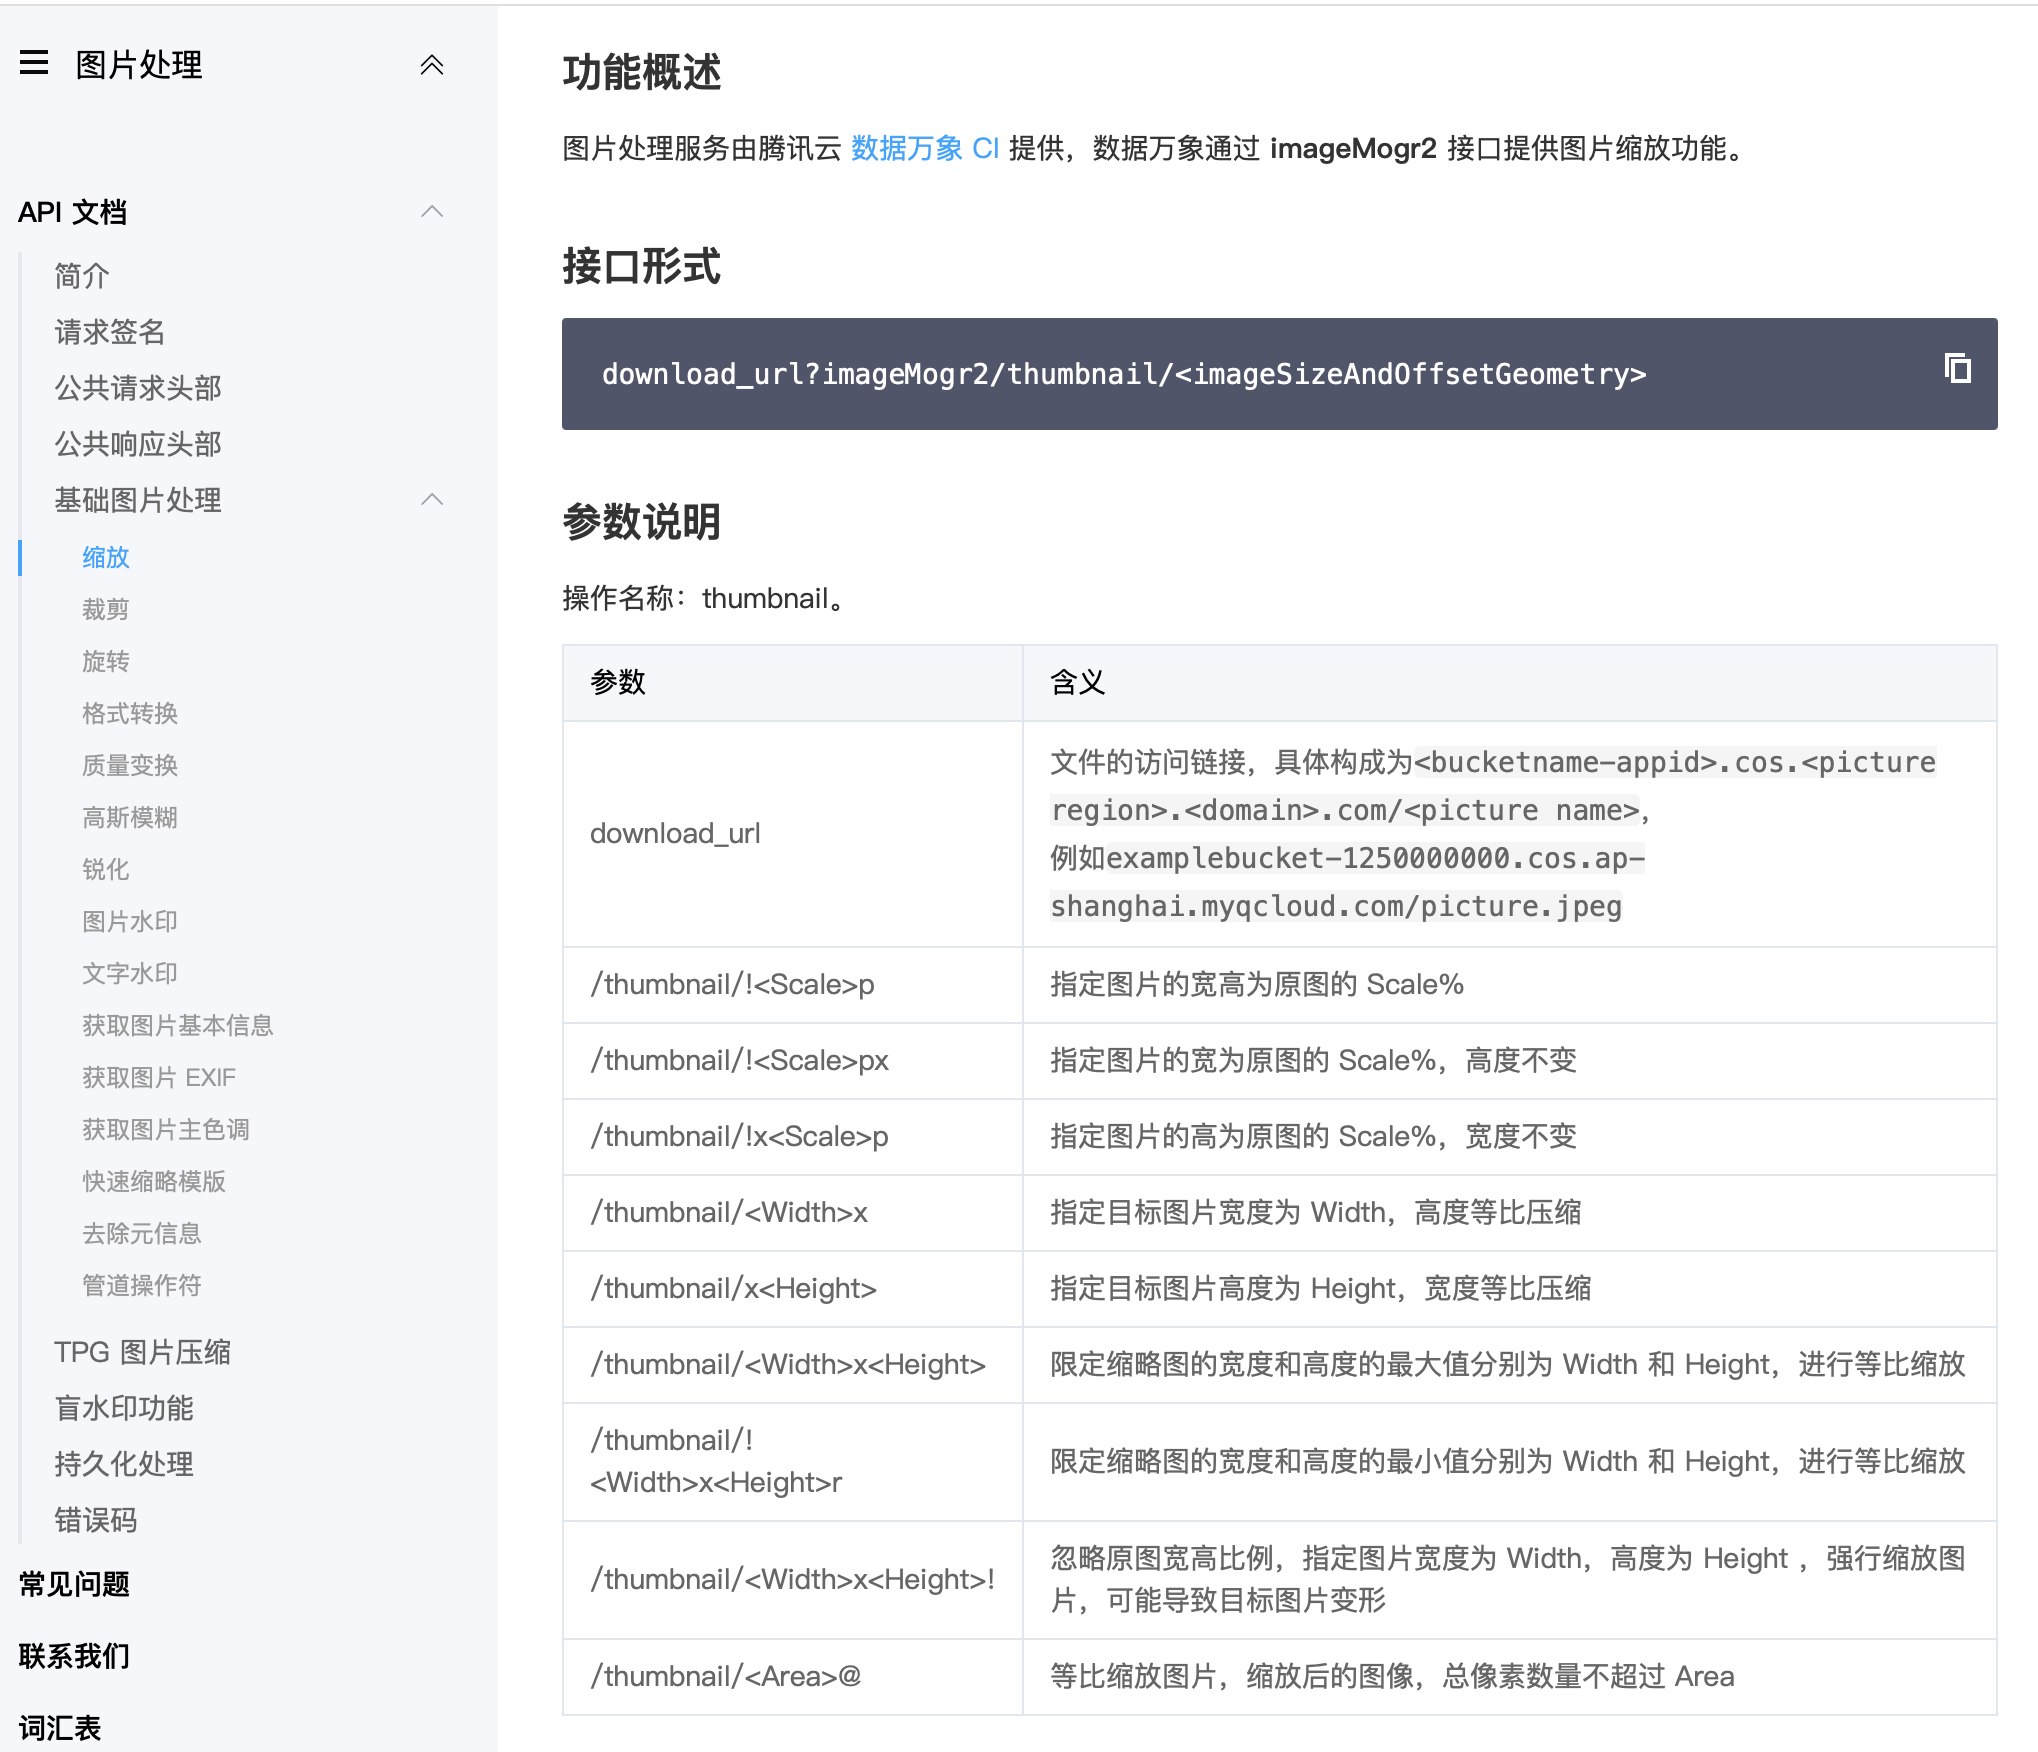 图片处理
API 文档
简介
请求签名
公共请求头部
公共响应头部
基础图片处理
缩放
裁剪
旋转
格式转换
质量变换
高斯模糊
锐化
图片水印
文字水印
获取图片基本信息
获取图片 EXIF
获取图片主色调
快速缩略模版
去除元信息
管道操作符
TPG 图片压缩
盲水印功能
持久化处理
错误码
常见问题
联系我们
词汇表
功能概述
图片处理服务由腾讯云 数据万象 CI 提供，数据万象通过 imageMogr2 接口提供图片缩放功能。
接口形式
download_url?imageMogr2/thumbnail/<imageSizeAndOffsetGeometry>
参数说明
操作名称：thumbnail。
参数 含义
download_url
文件的访问链接，具体构成为<bucketname-appid>.cos.<picture
region>.<domain>.com/<picture name>，
例如examplebucket-1250000000.cos.ap-
shanghai.myqcloud.com/picture.jpeg
/thumbnail/!<Scale>p 指定图片的宽高为原图的 Scale%
/thumbnail/!<Scale>px 指定图片的宽为原图的 Scale%，高度不变
/thumbnail/!x<Scale>p 指定图片的高为原图的 Scale%，宽度不变
/thumbnail/<Width>x 指定目标图片宽度为 Width，高度等比压缩
/thumbnail/x<Height> 指定目标图片高度为 Height，宽度等比压缩
/thumbnail/<Width>x<Height> 限定缩略图的宽度和高度的最大值分别为 Width 和 Height，进行等比缩放
/thumbnail/!
<Width>x<Height>r
限定缩略图的宽度和高度的最小值分别为 Width 和 Height，进行等比缩放
/thumbnail/<Width>x<Height>!
忽略原图宽高比例，指定图片宽度为 Width，高度为 Height ，强行缩放图
片，可能导致目标图片变形
/thumbnail/<Area>@ 等比缩放图片，缩放后的图像，总像素数量不超过 Area